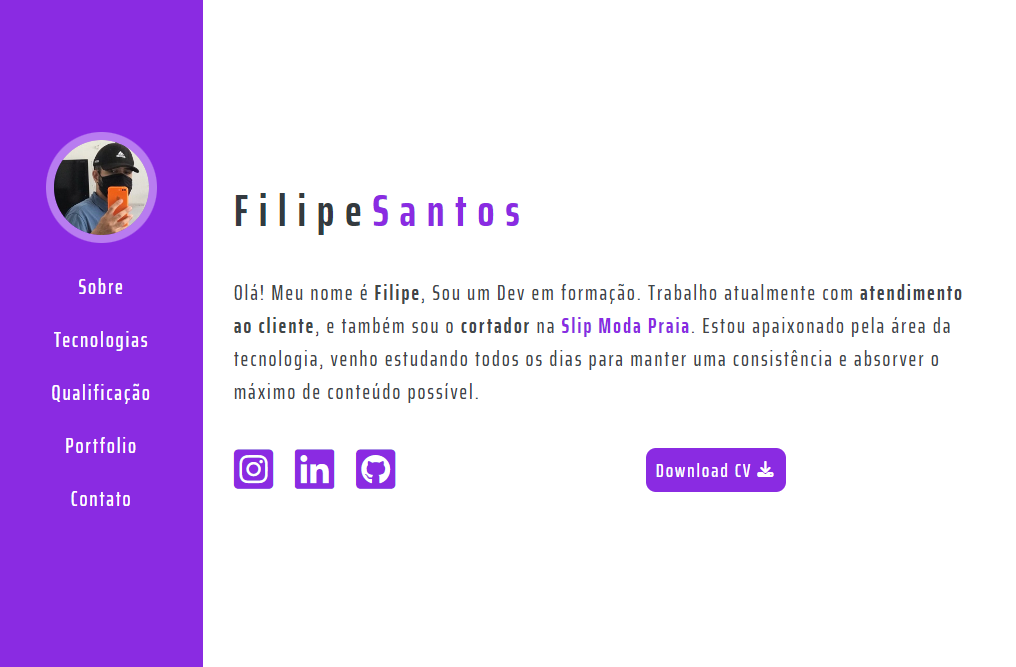 Sobre
Tecnologias
Qualificação
Portfolio
Contato
FilipeSantos
Olá! Meu nome é Filipe, Sou um Dev em formação. Trabalho atualmente com atendimento
ao cliente, e também sou o cortador na Slip Moda Praia. Estou apaixonado pela área da
tecnologia, venho estudando todos os dias para manter uma consistência e absorver o
máximo de conteúdo possível.
in
Download CV